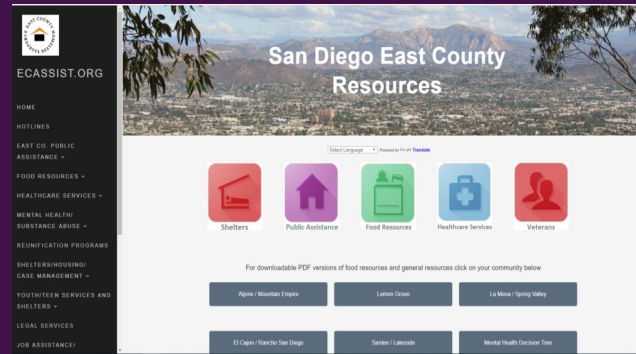 EAST COUNTY
HOMELESS TASKFORCE
ECASSIST.ORG
HOME
HOTLINES
EAST CO. PUBLIC
ASSISTANCE
FOOD RESOURCES
HEALTHCARE SERVICES
MENTAL HEALTH/
SUBSTANCE ABUSE
REUNIFICATION PROGRAMS
SHELTERS/HOUSING/
CASE MANAGEMENT
YOUTH/TEEN SERVICES AND
SHELTERS
LEGAL SERVICES
JOB ASSISTANCE/
San Diego East County
Resources
Select Language Powered by Google Translate
Shelters Public Assistance Food Resources Healthcare Services Veterans
For downloadable PDF versions of food resources and general resources click on your community below
Alpine / Mountain Empire Lemon Grove La Mesa / Spring Valley
El Cajon / Rancho San Diego Santee / Lakeside Mental Health Decision Tree